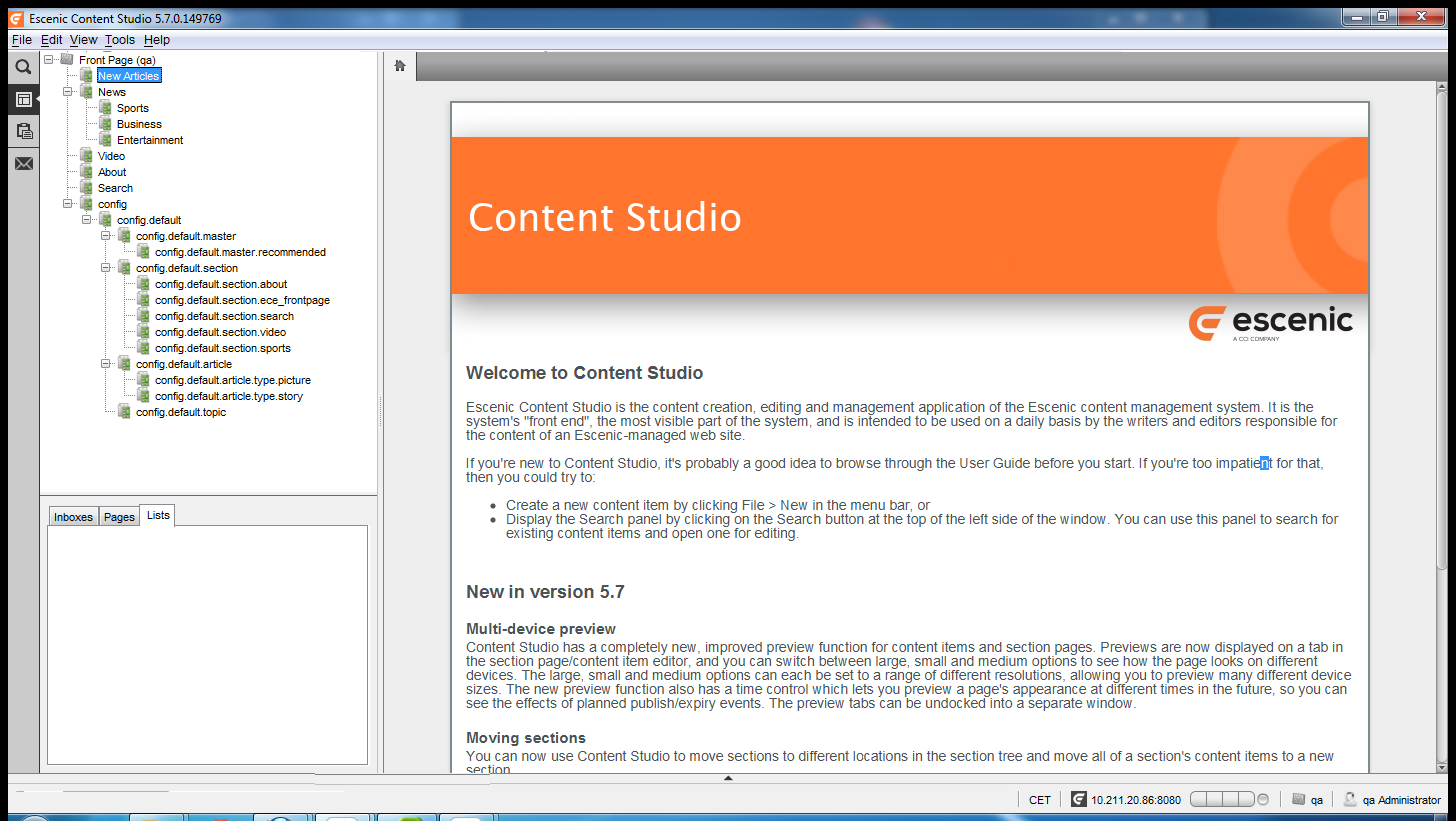 Escenic Content Studio 5.7.0.149769
File Edit View Tools Help
Front Page (qa)
New Articles
News
Sports
Business
Entertainment
Video
About
Search
config
config.default
config.default.master
config.default.master.recommended
config.default.section
config.default.section.about
config.default.section.ece_frontpage
config.default.section.search
config.default.section.video
config.default.section.sports
config.default.article
config.default.article.type.picture
config.default.article.type.story
config.default.topic
Inboxes Pages Lists
Content Studio
escenic
A CCI COMPANY
Welcome to Content Studio
Escenic Content Studio is the content creation, editing and management application of the Escenic content management system. It is the
system's "front end", the most visible part of the system, and is intended to be used on a daily basis by the writers and editors responsible for
the content of an Escenic-managed web site.
If you're new to Content Studio, it's probably a good idea to browse through the User Guide before you start. If you're too impatient for that,
then you could try to:
• Create a new content item by clicking File > New in the menu bar, or
• Display the Search panel by clicking on the Search button at the top of the left side of the window. You can use this panel to search for
existing content items and open one for editing.
New in version 5.7
Multi-device preview
Content Studio has a completely new, improved preview function for content items and section pages. Previews are now displayed on a tab in
the section page/content item editor, and you can switch between large, small and medium options to see how the page looks on different
devices. The large, small and medium options can each be set to a range of different resolutions, allowing you to preview many different device
sizes. The new preview function also has a time control which lets you preview a page's appearance at different times in the future, so you can
see the effects of planned publish/expiry events. The preview tabs can be undocked into a separate window.
Moving sections
You can now use Content Studio to move sections to different locations in the section tree and move all of a section's content items to a new
section.
CET 10.211.20.86:8080 qa qa Administrator